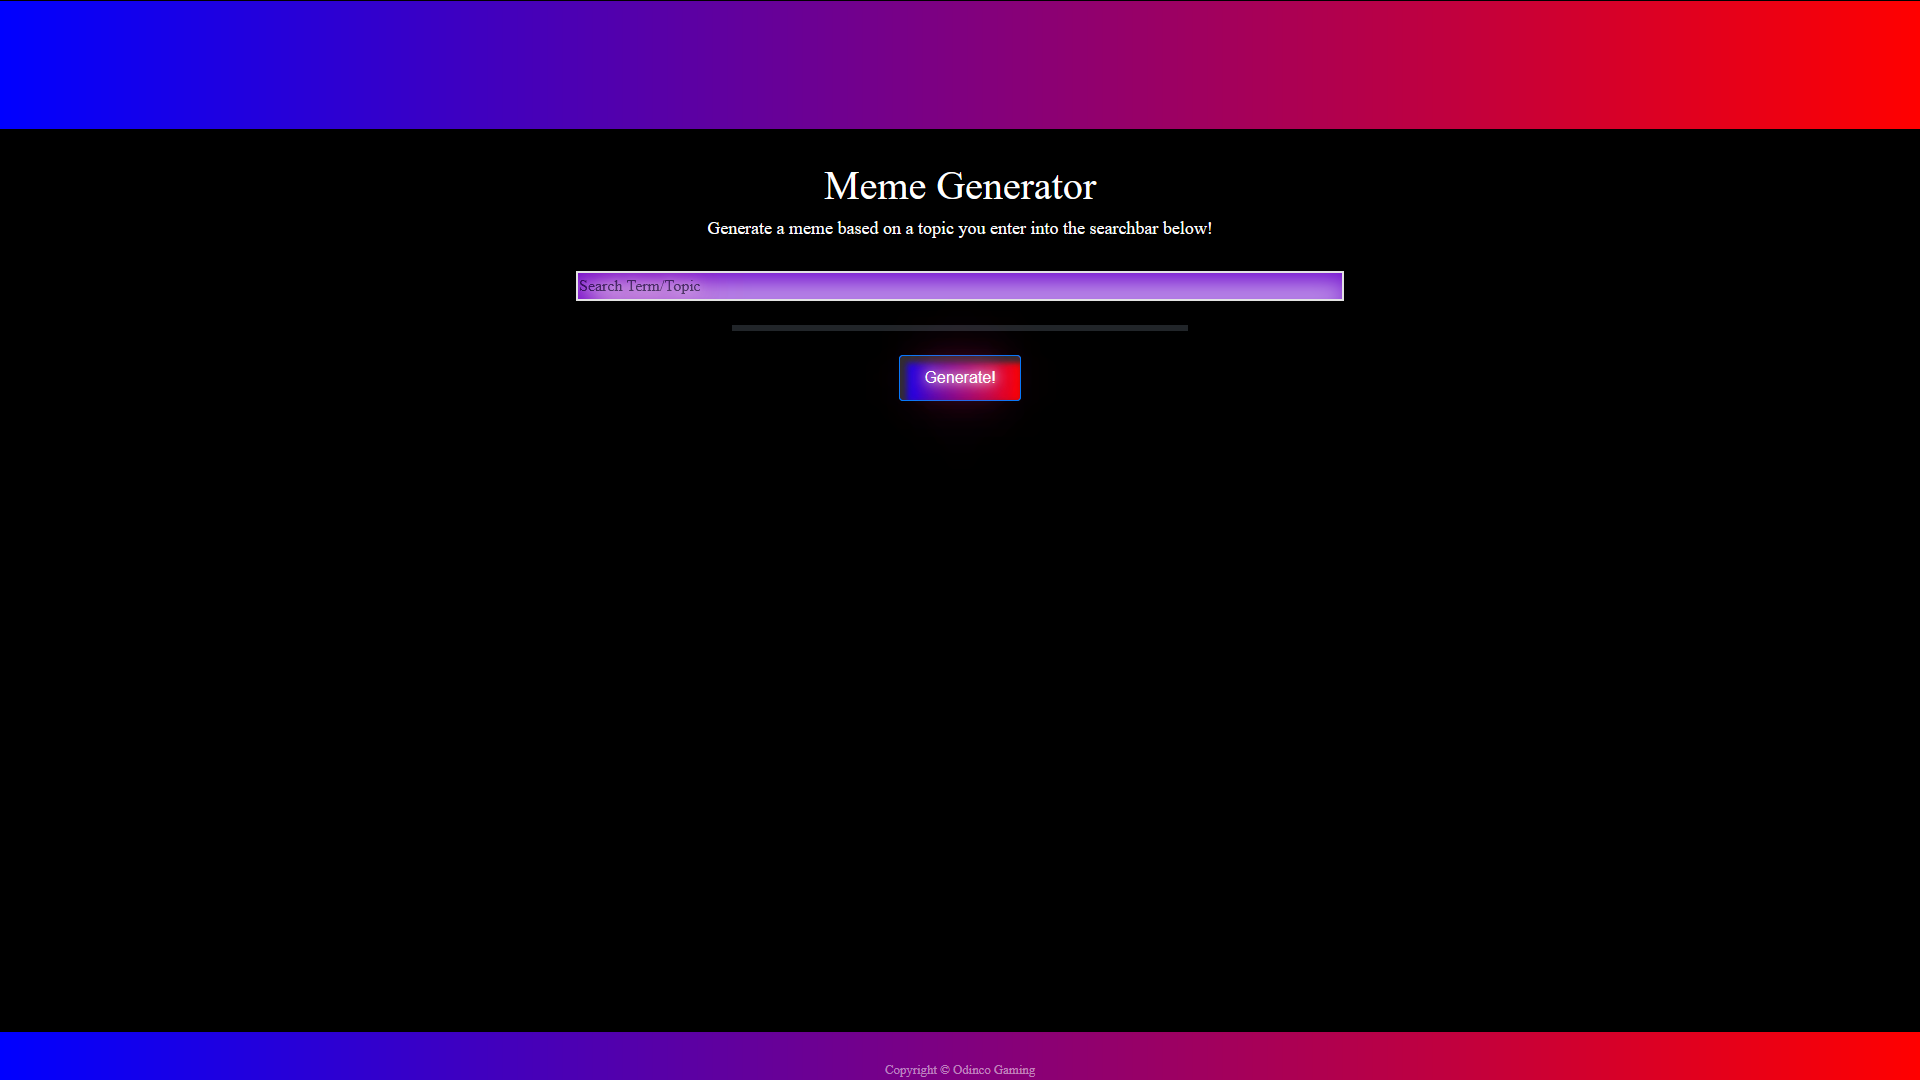 Meme Generator
Generate a meme based on a topic you enter into the searchbar below!
Search Term/Topic
Generate!
Copyright © Odinco Gaming